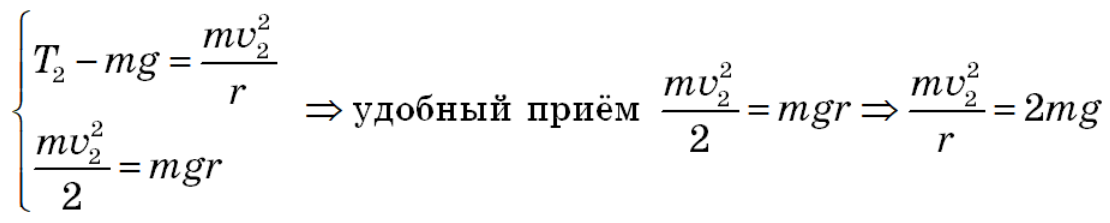 T₂ − mg = mv₂²/r
mv₂²/2 = mgr
⇒ удобный приём mv₂²/2 = mgr ⇒ mv₂²/r = 2mg